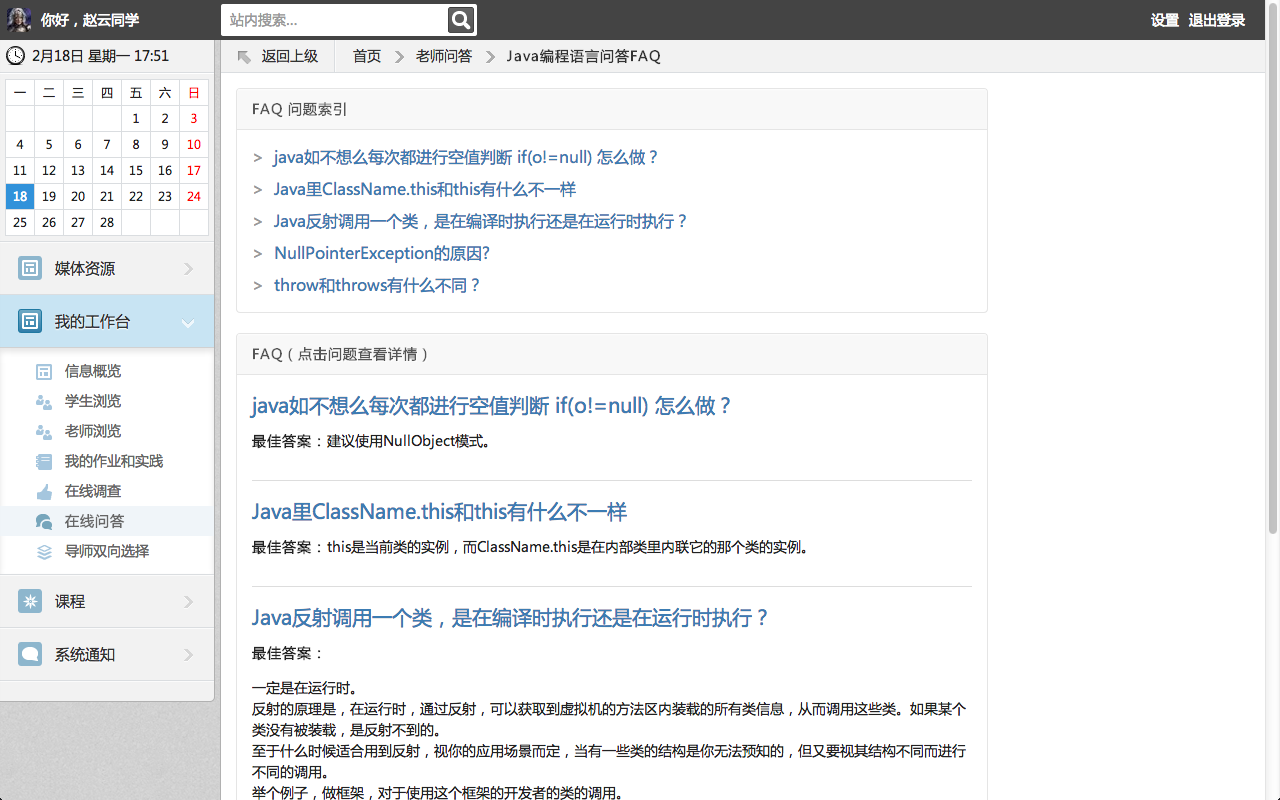 你好，赵云同学
站内搜索...
设置 退出登录
2月18日 星期一 17:51
返回上级
首页
老师问答
Java编程语言问答FAQ
一 二 三 四 五 六 日
1 2 3
4 5 6 7 8 9 10
11 12 13 14 15 16 17
18 19 20 21 22 23 24
25 26 27 28
媒体资源
我的工作台
信息概览
学生浏览
老师浏览
我的作业和实践
在线调查
在线问答
导师双向选择
课程
系统通知
FAQ 问题索引
> java如不想么每次都进行空值判断 if(o!=null) 怎么做？
> Java里ClassName.this和this有什么不一样
> Java反射调用一个类，是在编译时执行还是在运行时执行？
> NullPointerException的原因?
> throw和throws有什么不同？
FAQ（点击问题查看详情）
java如不想么每次都进行空值判断 if(o!=null) 怎么做？
最佳答案：建议使用NullObject模式。
Java里ClassName.this和this有什么不一样
最佳答案：this是当前类的实例，而ClassName.this是在内部类里内联它的那个类的实例。
Java反射调用一个类，是在编译时执行还是在运行时执行？
最佳答案：
一定是在运行时。
反射的原理是，在运行时，通过反射，可以获取到虚拟机的方法区内装载的所有类信息，从而调用这些类。如果某个
类没有被装载，是反射不到的。
至于什么时候适合用到反射，视你的应用场景而定，当有一些类的结构是你无法预知的，但又要视其结构不同而进行
不同的调用。
举个例子，做框架，对于使用这个框架的开发者的类的调用。